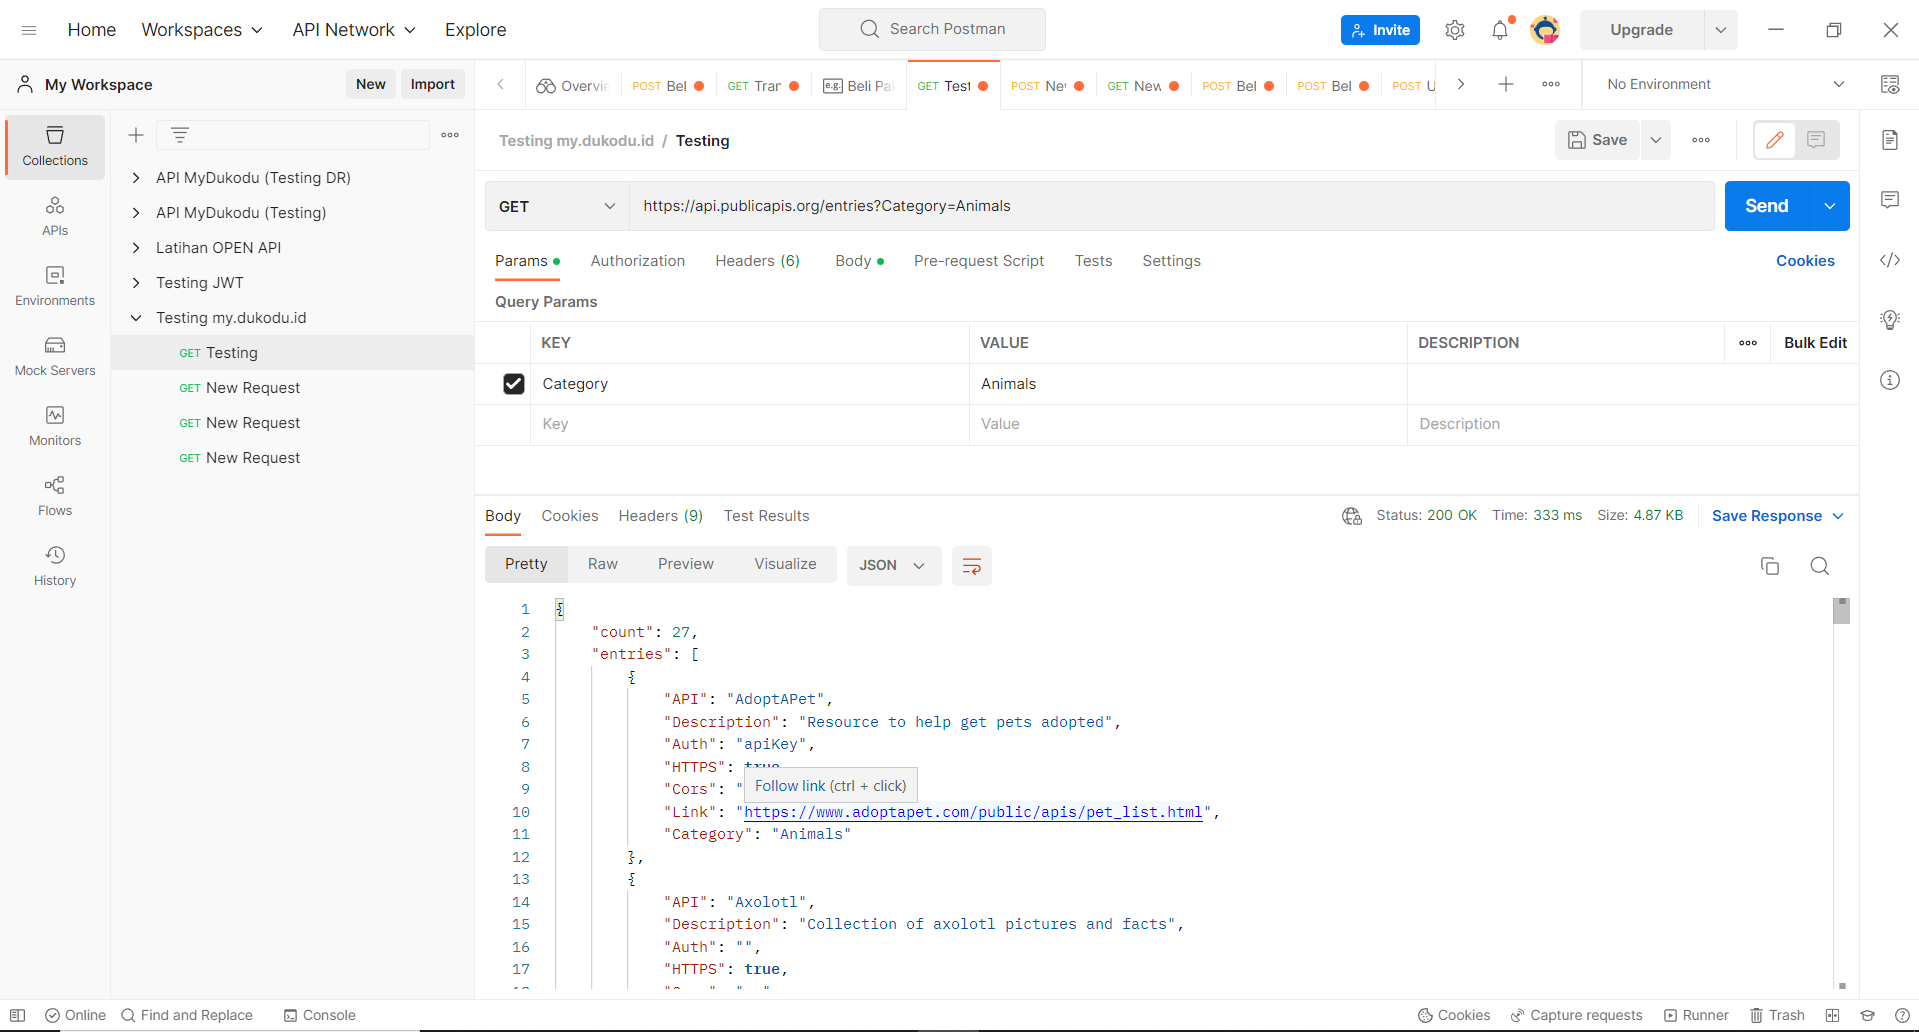 Home Workspaces API Network Explore Search Postman Invite Upgrade
My Workspace New Import Overvie POST Bel GET Trar e.g. Beli Pa GET Test POST Ne GET New POST Bel POST Bel POST U No Environment
Collections
APIs
Environments
Mock Servers
Monitors
Flows
History
API MyDukodu (Testing DR)
API MyDukodu (Testing)
Latihan OPEN API
Testing JWT
Testing my.dukodu.id
GET Testing
GET New Request
GET New Request
GET New Request
Testing my.dukodu.id / Testing Save
GET https://api.publicapis.org/entries?Category=Animals Send
Params Authorization Headers (6) Body Pre-request Script Tests Settings Cookies
Query Params
KEY VALUE DESCRIPTION Bulk Edit
Category Animals
Key Value Description
Body Cookies Headers (9) Test Results Status: 200 OK Time: 333 ms Size: 4.87 KB Save Response
Pretty Raw Preview Visualize JSON
1 {
2 "count": 27,
3 "entries": [
4 {
5 "API": "AdoptAPet",
6 "Description": "Resource to help get pets adopted",
7 "Auth": "apiKey",
8 "HTTPS": true
9 "Cors": "
Follow link (ctrl + click)
10 "Link": "https://www.adoptapet.com/public/apis/pet_list.html",
11 "Category": "Animals"
12 },
13 {
14 "API": "Axolotl",
15 "Description": "Collection of axolotl pictures and facts",
16 "Auth": "",
17 "HTTPS": true,
Online Find and Replace Console Cookies Capture requests Runner Trash